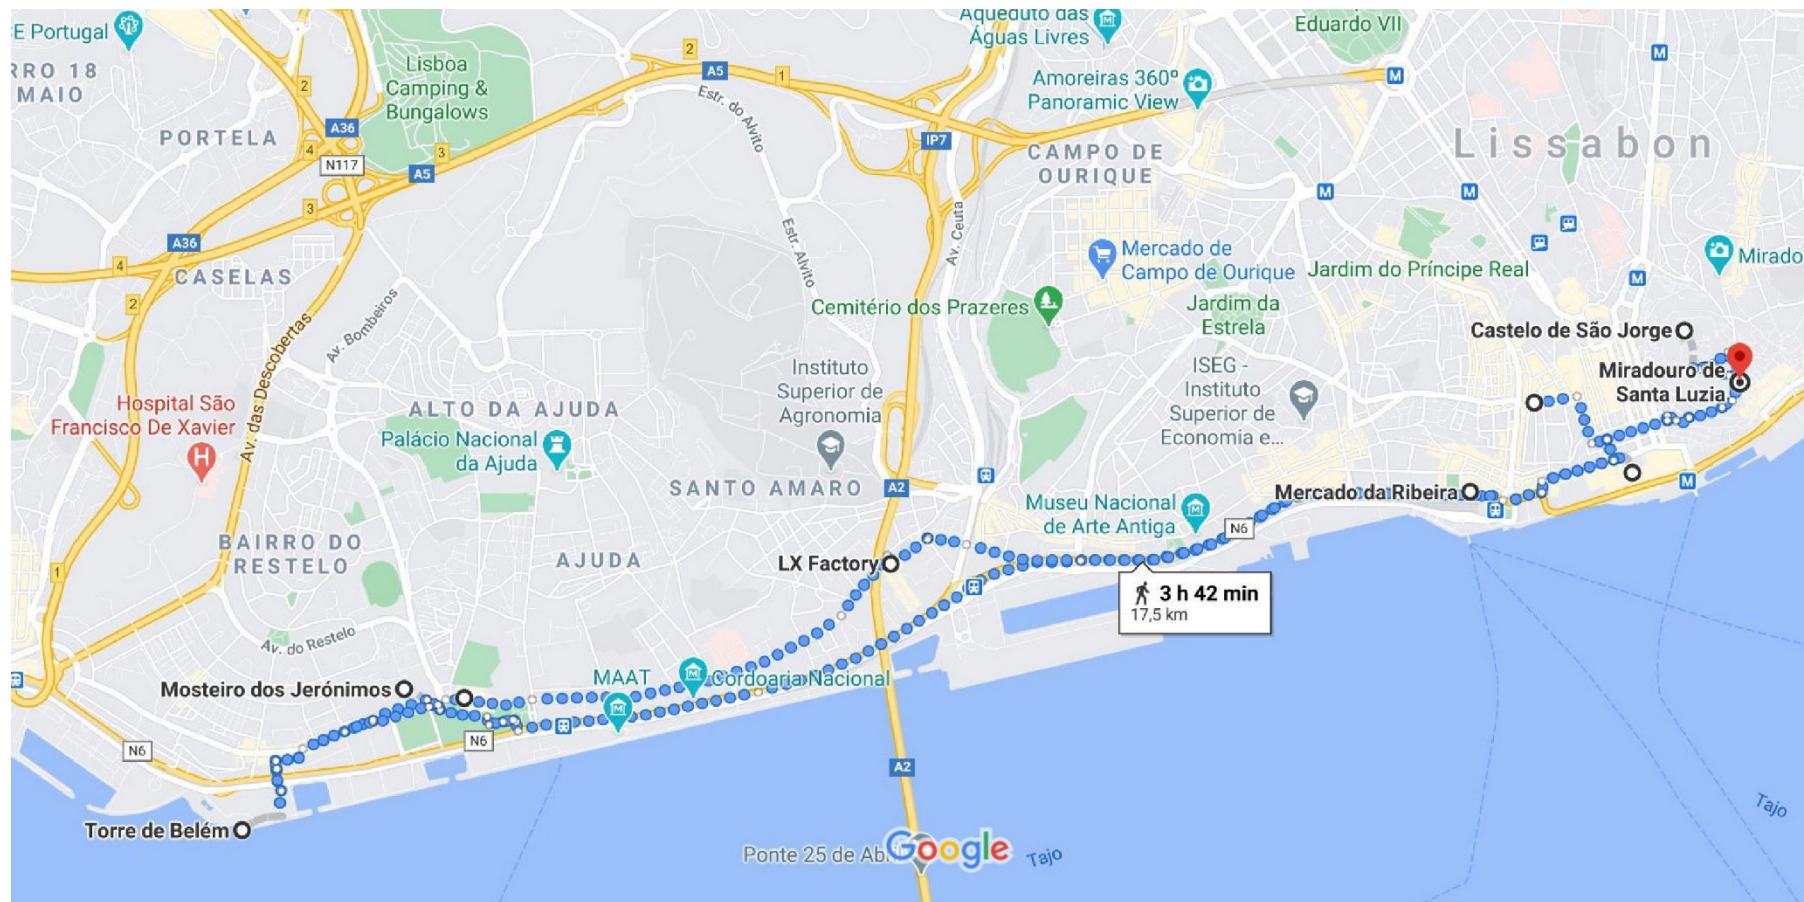 E Portugal
Aqueduto das
Águas Livres
Eduardo VII
RRO 18
MAIO
Lisboa
Camping &
Bungalows
2
2
1
A5
Amoreiras 360º
Panoramic View
M
M
Estr. do Alvito
PORTELA
A36
4
N117
3
A5
IP7
CAMPO DE
OURIQUE
Lissabon
M
M
3
A36
4
2
CASELAS
Estr. Alvito
Av. Ceuta
Mercado de
Campo de Ourique
Jardim do Príncipe Real
Mirado
M
Av. Bombeiros
Av. das Descobertas
Cemitério dos Prazeres
Jardim da
Estrela
Castelo de São Jorge
Miradouro de
Santa Luzia
Instituto
Superior de
Agronomia
ISEG -
Instituto
Superior de
Economia e...
Hospital São
Francisco De Xavier
H
ALTO DA AJUDA
Palácio Nacional
da Ajuda
SANTO AMARO
A2
Museu Nacional
de Arte Antiga
Mercado da Ribeira
M
N6
BAIRRO DO
RESTELO
AJUDA
LX Factory
1
3 h 42 min
17,5 km
Av. do Restelo
MAAT
Cordoaria Nacional
Mosteiro dos Jerónimos
N6
N6
A2
Torre de Belém
Ponte 25 de Abril
Google
Tajo
Tajo